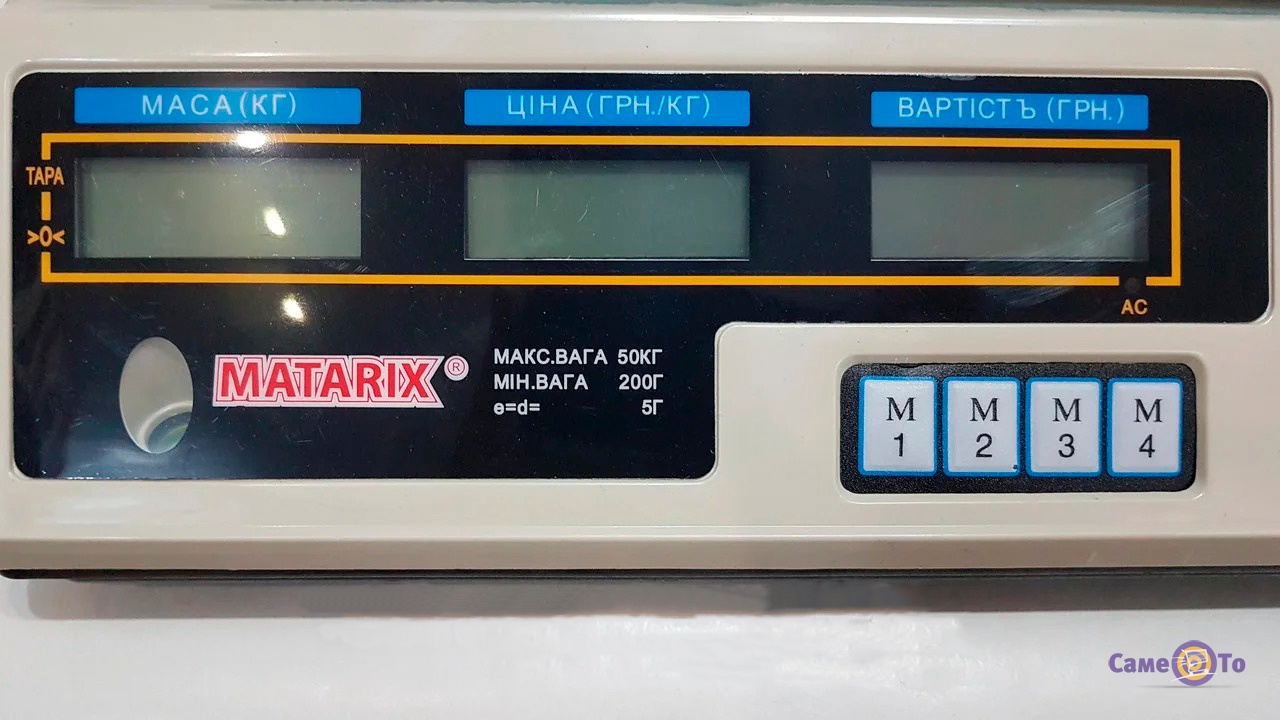 МАСА(КГ)
ЦІНА(ГРН./КГ)
ВАРТІСТЪ (ГРН.)
ТАРА
>0<
AC
MATARIX®
МАКС.ВАГА 50КГ
МІН.ВАГА 200Г
e=d= 5Г
M 1
M 2
M 3
M 4
Саме То